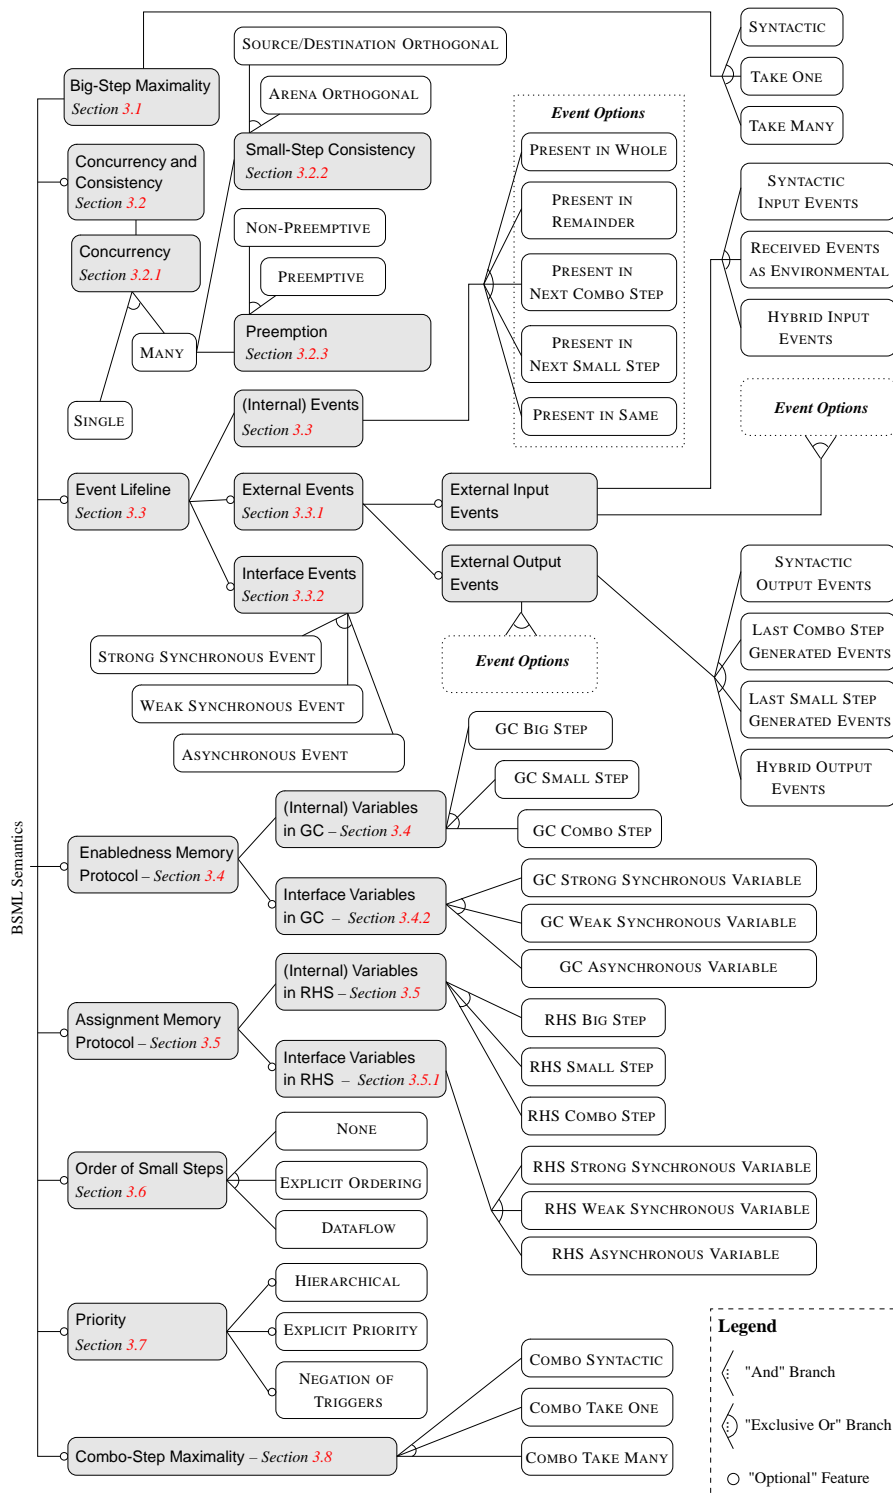 SYNTACTIC
SOURCE/DESTINATION ORTHOGONAL
Big-Step Maximality
Section 3.1
TAKE ONE
ARENA ORTHOGONAL
Event Options
TAKE MANY
Concurrency and
Consistency
Section 3.2
Small-Step Consistency
Section 3.2.2
PRESENT IN WHOLE
SYNTACTIC
INPUT EVENTS
PRESENT IN
REMAINDER
NON-PREEMPTIVE
Concurrency
Section 3.2.1
RECEIVED EVENTS
AS ENVIRONMENTAL
PREEMPTIVE
PRESENT IN
NEXT COMBO STEP
HYBRID INPUT
EVENTS
Preemption
Section 3.2.3
MANY
PRESENT IN
NEXT SMALL STEP
SINGLE
(Internal) Events
Section 3.3
PRESENT IN SAME
Event Options
Event Lifeline
Section 3.3
External Events
Section 3.3.1
External Input
Events
External Output
Events
Interface Events
Section 3.3.2
SYNTACTIC
OUTPUT EVENTS
STRONG SYNCHRONOUS EVENT
Event Options
LAST COMBO STEP
GENERATED EVENTS
WEAK SYNCHRONOUS EVENT
LAST SMALL STEP
GENERATED EVENTS
ASYNCHRONOUS EVENT
GC BIG STEP
HYBRID OUTPUT
EVENTS
GC SMALL STEP
(Internal) Variables
in GC – Section 3.4
GC COMBO STEP
BSML Semantics
Enabledness Memory
Protocol – Section 3.4
GC STRONG SYNCHRONOUS VARIABLE
Interface Variables
in GC – Section 3.4.2
GC WEAK SYNCHRONOUS VARIABLE
GC ASYNCHRONOUS VARIABLE
(Internal) Variables
in RHS – Section 3.5
RHS BIG STEP
Assignment Memory
Protocol – Section 3.5
Interface Variables
in RHS – Section 3.5.1
RHS SMALL STEP
RHS COMBO STEP
NONE
RHS STRONG SYNCHRONOUS VARIABLE
Order of Small Steps
Section 3.6
EXPLICIT ORDERING
RHS WEAK SYNCHRONOUS VARIABLE
DATAFLOW
RHS ASYNCHRONOUS VARIABLE
HIERARCHICAL
Priority
Section 3.7
EXPLICIT PRIORITY
NEGATION OF
TRIGGERS
COMBO SYNTACTIC
COMBO TAKE ONE
Combo-Step Maximality – Section 3.8
COMBO TAKE MANY
Legend
"And" Branch
"Exclusive Or" Branch
"Optional" Feature